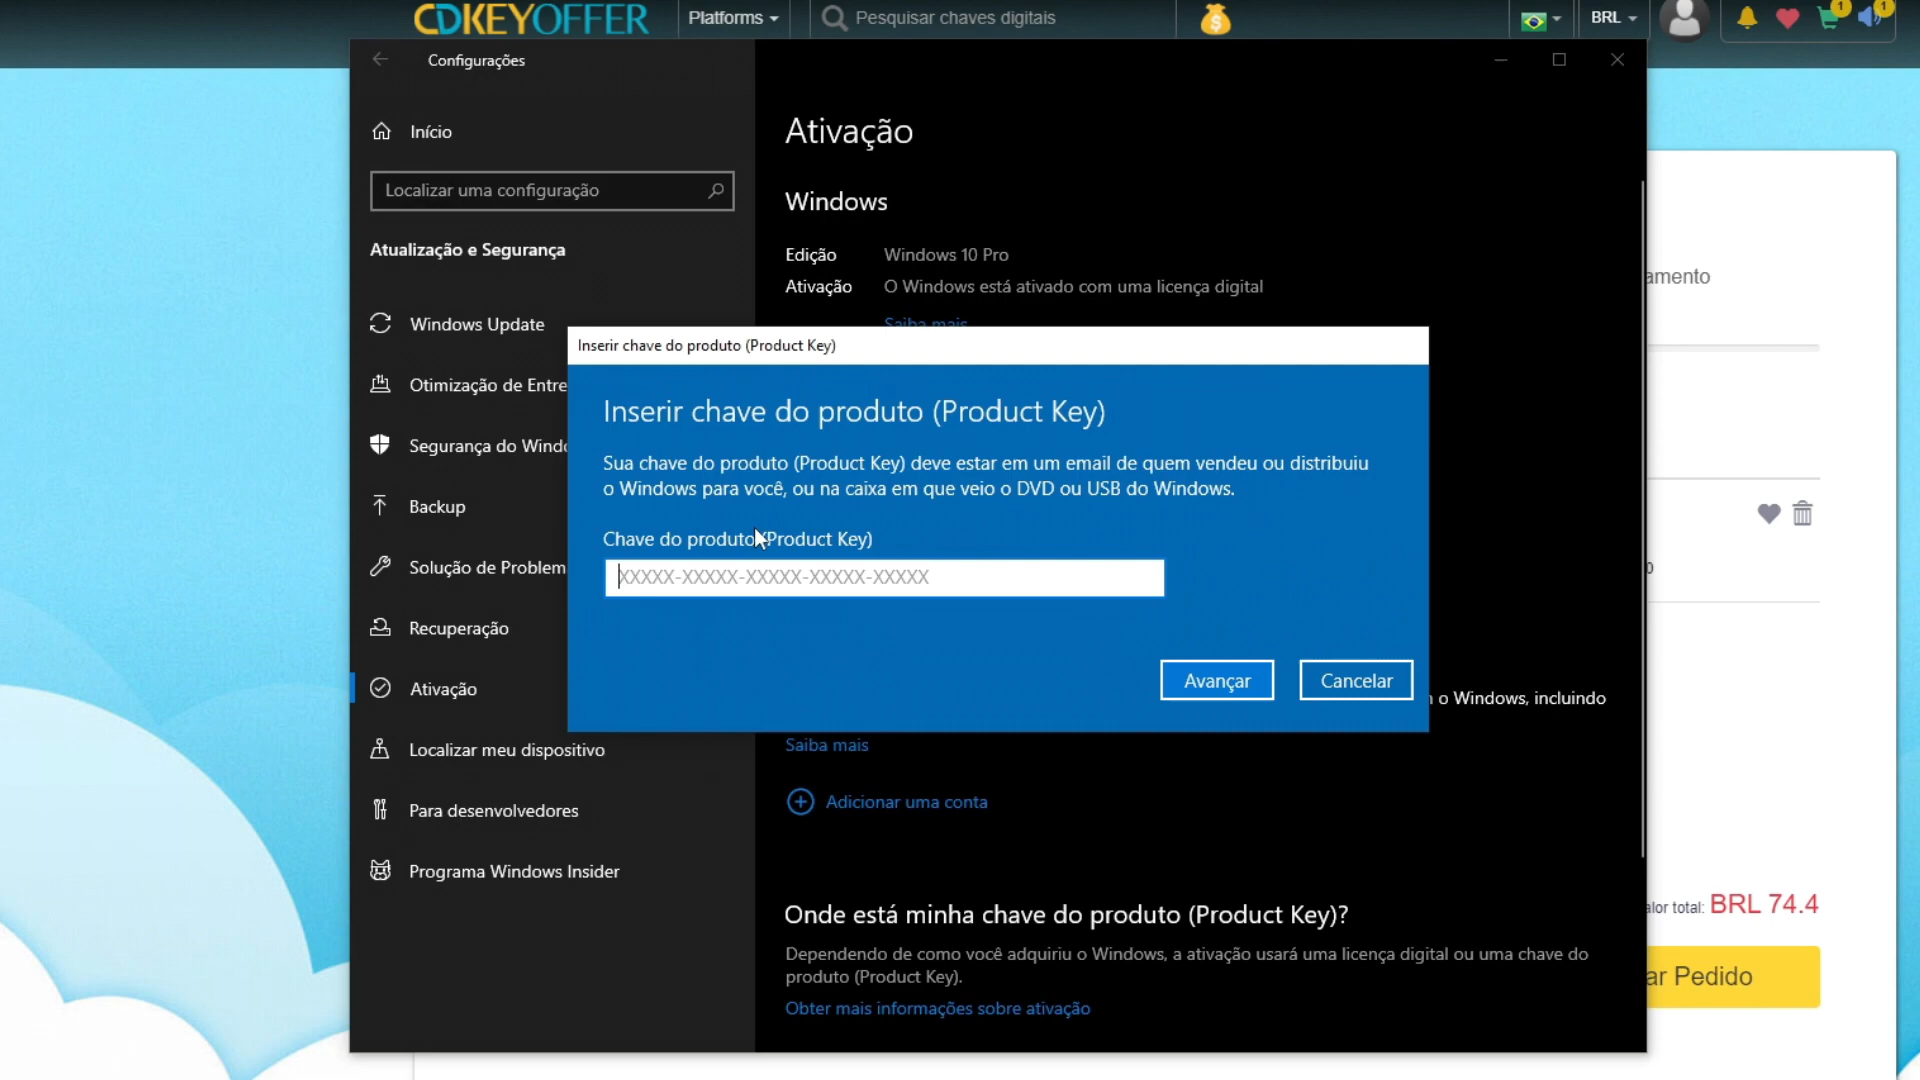 CDKEYOFFER
Platforms
Pesquisar chaves digitais
BRL
1
1
Configurações
Início
Localizar uma configuração
Atualização e Segurança
Windows Update
Otimização de Entre
Segurança do Windo
Backup
Solução de Problem
Recuperação
Ativação
Localizar meu dispositivo
Para desenvolvedores
Programa Windows Insider
Ativação
Windows
Edição Windows 10 Pro
Ativação O Windows está ativado com uma licença digital
Saiba mais
Inserir chave do produto (Product Key)
Inserir chave do produto (Product Key)
Sua chave do produto (Product Key) deve estar em um email de quem vendeu ou distribuiu
o Windows para você, ou na caixa em que veio o DVD ou USB do Windows.
Chave do produto (Product Key)
XXXXX-XXXXX-XXXXX-XXXXX-XXXXX
Avançar
Cancelar
o Windows, incluindo
Saiba mais
Adicionar uma conta
Onde está minha chave do produto (Product Key)?
Dependendo de como você adquiriu o Windows, a ativação usará uma licença digital ou uma chave do
produto (Product Key).
Obter mais informações sobre ativação
amento
0
alor total: BRL 74.4
ar Pedido